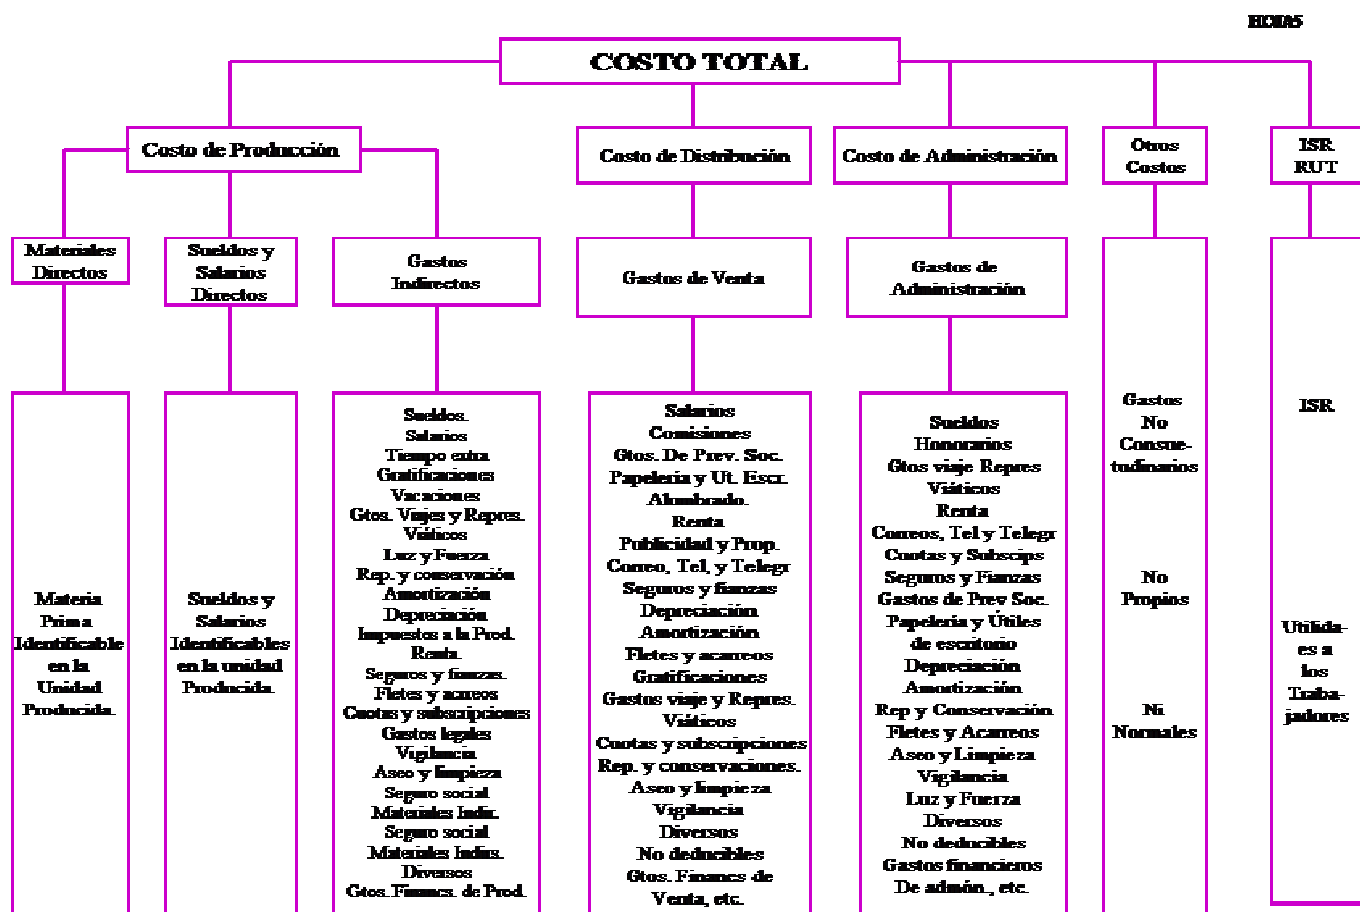 COSTO TOTAL
Costo de Producción
Costo de Distribución
Costo de Administración
Otros
Costos
ISR
RUT
Materiales
Directos
Sueldos y
Salarios
Directos
Gastos
Indirectos
Gastos de Venta
Gastos de
Administración
Materia
Prima
Identificable
en la
Unidad
Producida.
Sueldos y
Salarios
Identificables
en la unidad
Producida
Sueldos.
Salarios
Tiempo extra
Gratificaciones
Vacaciones
Gtos. Viajes y Repres.
Viáticos
Luz y Fuerza
Rep. y conservación
Amortización
Depreciación
Impuestos a la Prod.
Renta.
Seguros y fianzas.
Fletes y acarreos
Cuotas y subscripciones
Gastos legales
Vigilancia
Aseo y limpieza
Seguro social
Materiales Indir.
Seguro social
Materiales Indirs.
Diversos
Gtos. Financs. de Prod.
Salarios
Comisiones
Gtos. De Prev. Soc.
Papeleria y Ut. Escr.
Alumbrado.
Renta
Publicidad y Prop.
Correo, Tel, y Telegr
Seguros y fianzas
Depreciación
Amortización
Fletes y acarreos
Gratificaciones
Gastos viaje y Repres.
Viáticos
Cuotas y subscripciones
Rep. y conservaciones.
Aseo y limpieza
Vigilancia
Diversos
No deducibles
Gtos. Financs de
Venta, etc.
Sueldos
Honorarios
Gtos viaje Repres
Viáticos
Renta
Correos, Tel y Telegr
Cuotas y Subscips
Seguros y Fianzas
Gastos de Prev Soc.
Papeleria y Útiles
de escritorio
Depreciación
Amortización
Rep y Conservación
Fletes y Acarreos
Aseo y Limpieza
Vigilancia
Luz y Fuerza
Diversos
No deducibles
Gastos financieros
De admón., etc.
Gastos
No
Consue-
tudinarios
No
Propios
Ni
Normales
ISR
Utilida-
es a
los
Traba-
jadores